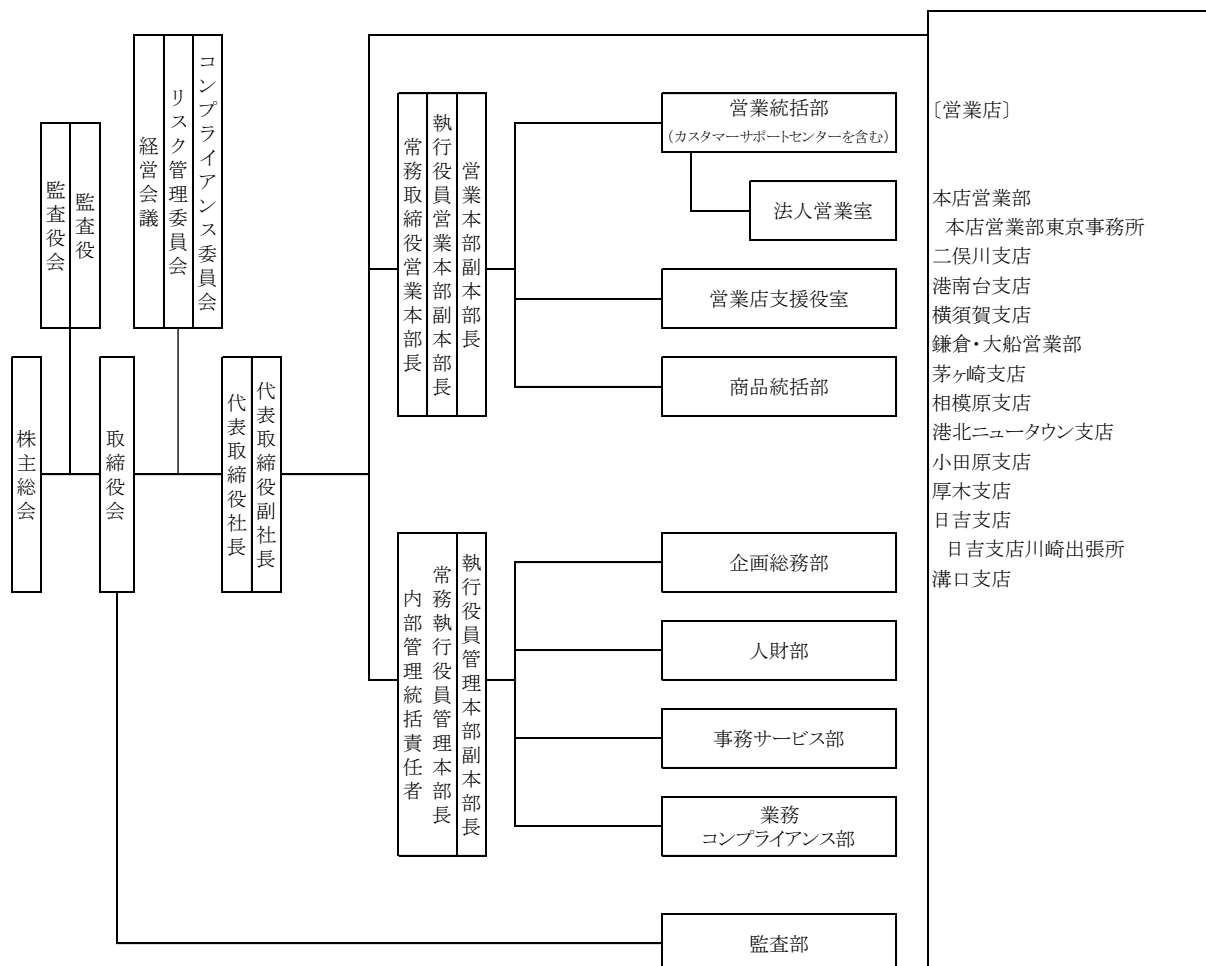 株主総会
監査役会
監査役
取締役会
経営会議
リスク管理委員会
コンプライアンス委員会
代表取締役社長
代表取締役副社長
常務取締役営業本部長
執行役員営業本部副本部長
営業本部副本部長
営業統括部
(カスタマーサポートセンターを含む)
法人営業室
営業店支援役室
商品統括部
内部管理統括責任者
常務執行役員管理本部長
執行役員管理本部副本部長
企画総務部
人財部
事務サービス部
業務
コンプライアンス部
監査部
〔営業店〕
本店営業部
本店営業部東京事務所
二俣川支店
港南台支店
横須賀支店
鎌倉・大船営業部
茅ヶ崎支店
相模原支店
港北ニュータウン支店
小田原支店
厚木支店
日吉支店
日吉支店川崎出張所
溝口支店